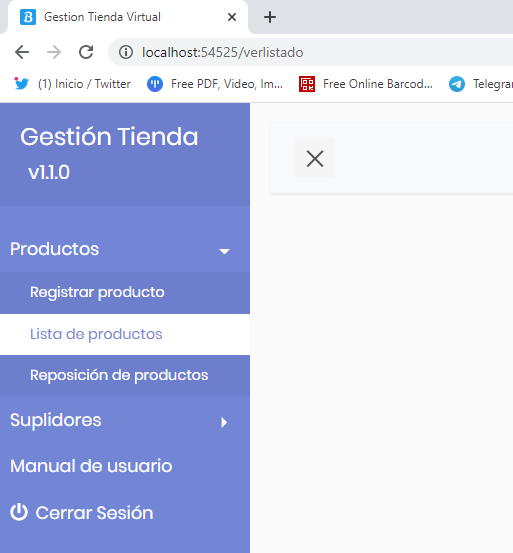 Gestion Tienda Virtual
localhost:54525/verlistado
(1) Inicio / Twitter
Free PDF, Video, Im...
Free Online Barcod...
Telegra
Gestión Tienda
v1.1.0
Productos
Registrar producto
Lista de productos
Reposición de productos
Suplidores
Manual de usuario
Cerrar Sesión